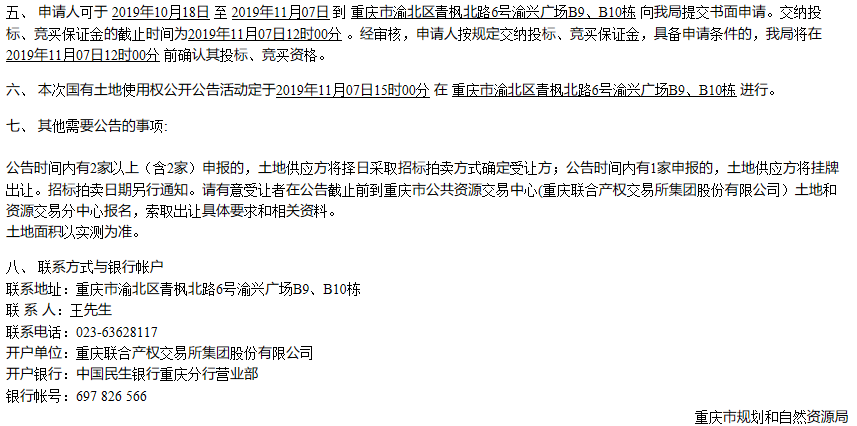 五、 申请人可于 2019年10月18日 至 2019年11月07日 到 重庆市渝北区青枫北路6号渝兴广场B9、B10栋 向我局提交书面申请。交纳投
标、竞买保证金的截止时间为2019年11月07日12时00分 。经审核，申请人按规定交纳投标、竞买保证金，具备申请条件的，我局将在
2019年11月07日12时00分 前确认其投标、竞买资格。
六、 本次国有土地使用权公开公告活动定于2019年11月07日15时00分 在 重庆市渝北区青枫北路6号渝兴广场B9、B10栋 进行。
七、 其他需要公告的事项:
公告时间内有2家以上（含2家）申报的，土地供应方将择日采取招标拍卖方式确定受让方；公告时间内有1家申报的，土地供应方将挂牌
出让。招标拍卖日期另行通知。请有意受让者在公告截止前到重庆市公共资源交易中心(重庆联合产权交易所集团股份有限公司）土地和
资源交易分中心报名，索取出让具体要求和相关资料。
土地面积以实测为准。
八、 联系方式与银行帐户
联系地址：重庆市渝北区青枫北路6号渝兴广场B9、B10栋
联 系 人：王先生
联系电话：023-63628117
开户单位：重庆联合产权交易所集团股份有限公司
开户银行：中国民生银行重庆分行营业部
银行帐号：697 826 566
重庆市规划和自然资源局